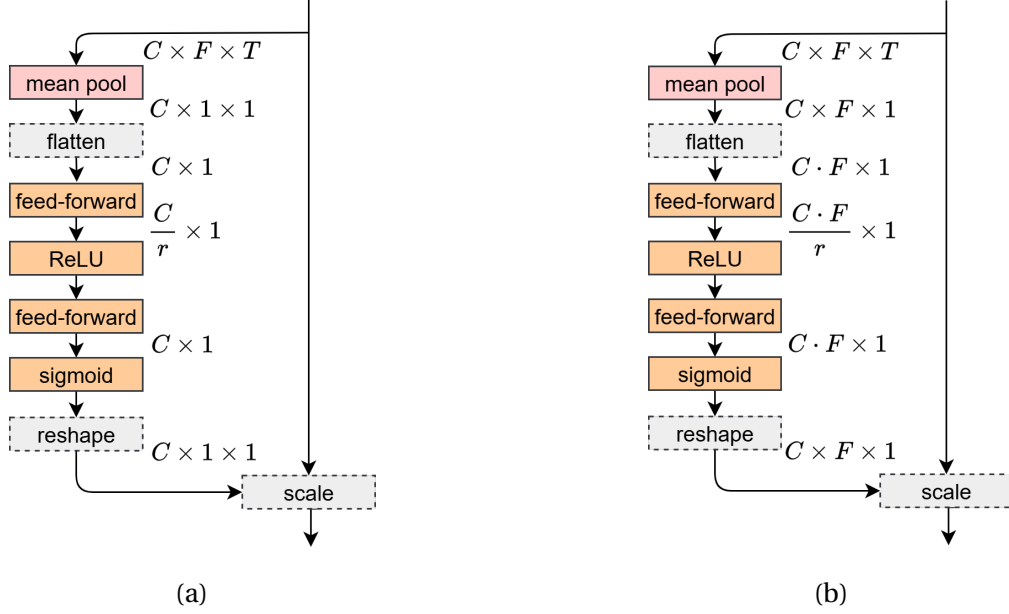 C × F × T
mean pool
C × 1 × 1
flatten
C × 1
feed-forward
C/r × 1
ReLU
feed-forward
C × 1
sigmoid
reshape
C × 1 × 1
scale
(a)
C × F × T
mean pool
C × F × 1
flatten
C · F × 1
feed-forward
C · F/r × 1
ReLU
feed-forward
C · F × 1
sigmoid
reshape
C × F × 1
scale
(b)